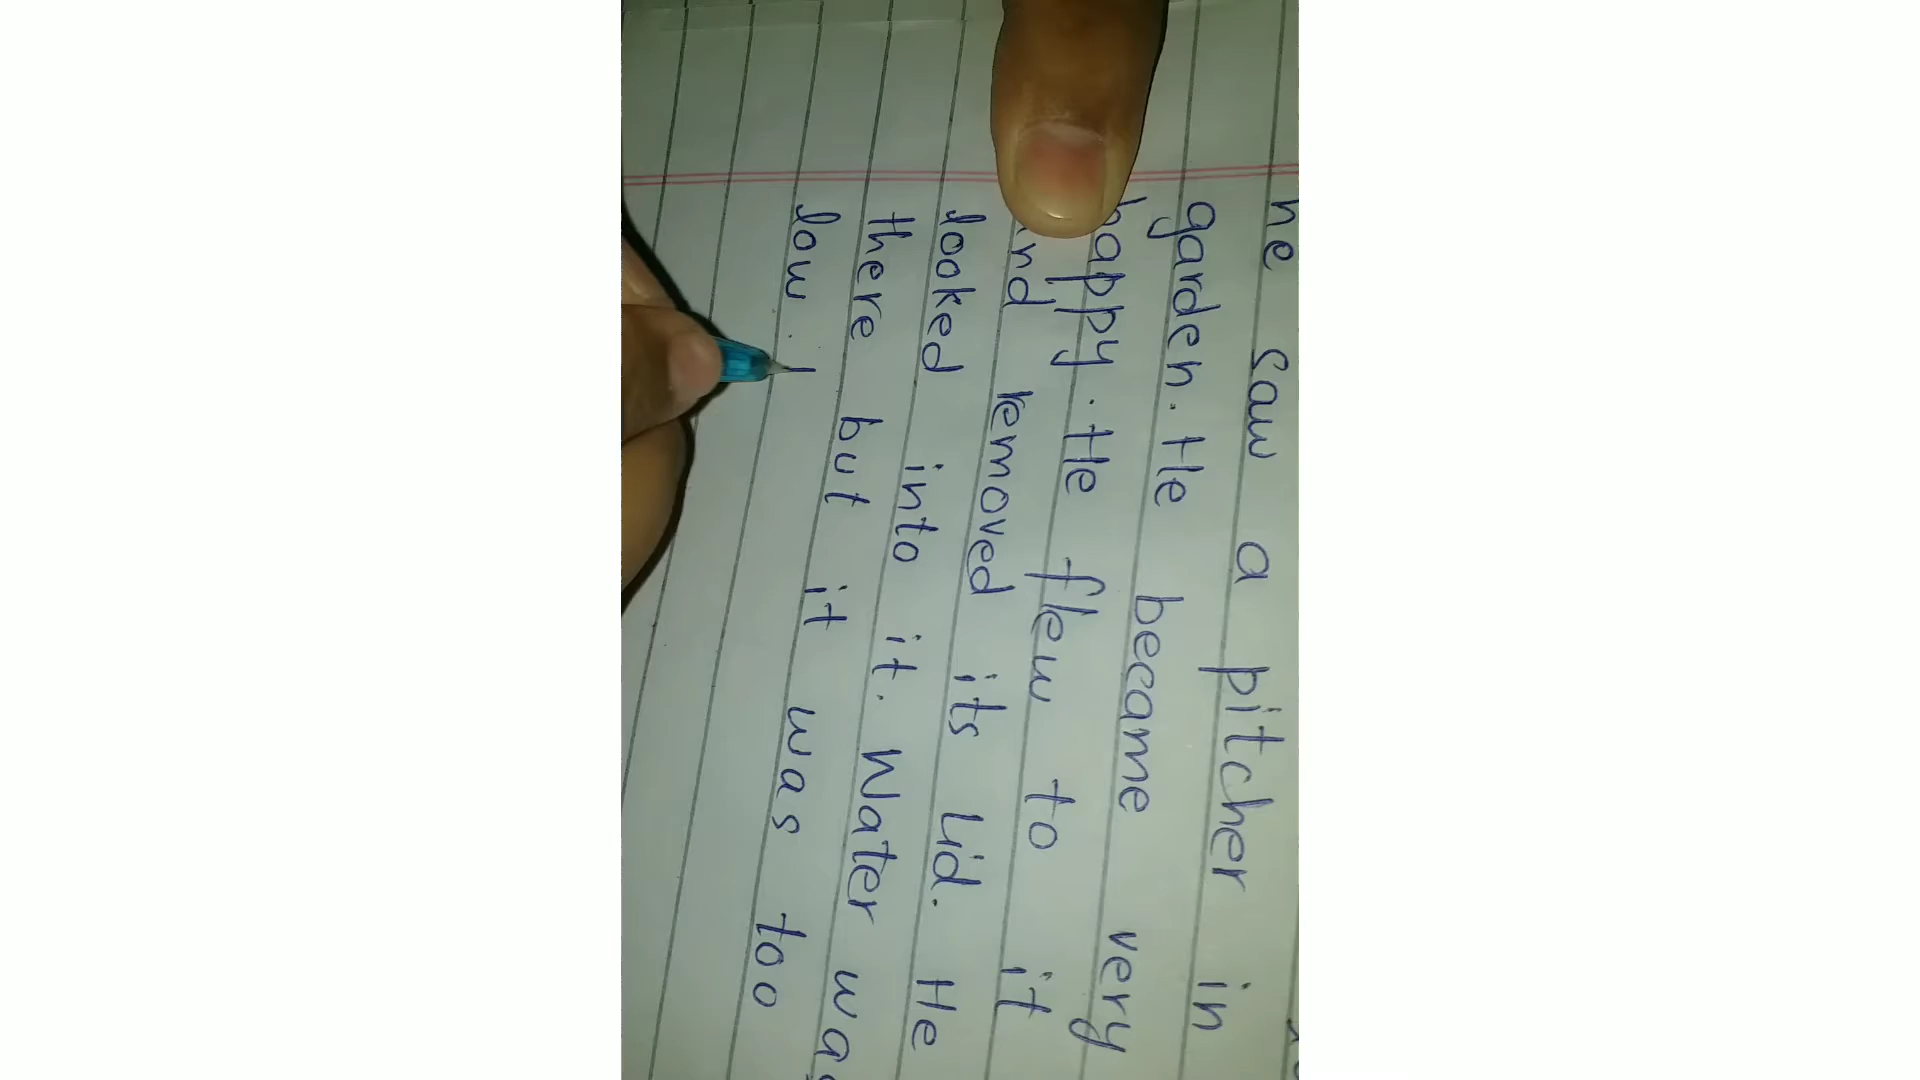 he saw a pitcher in
garden. He became very
happy. He flew to it
and removed its Lid. He
looked into it. Water was
there but it was too
low.